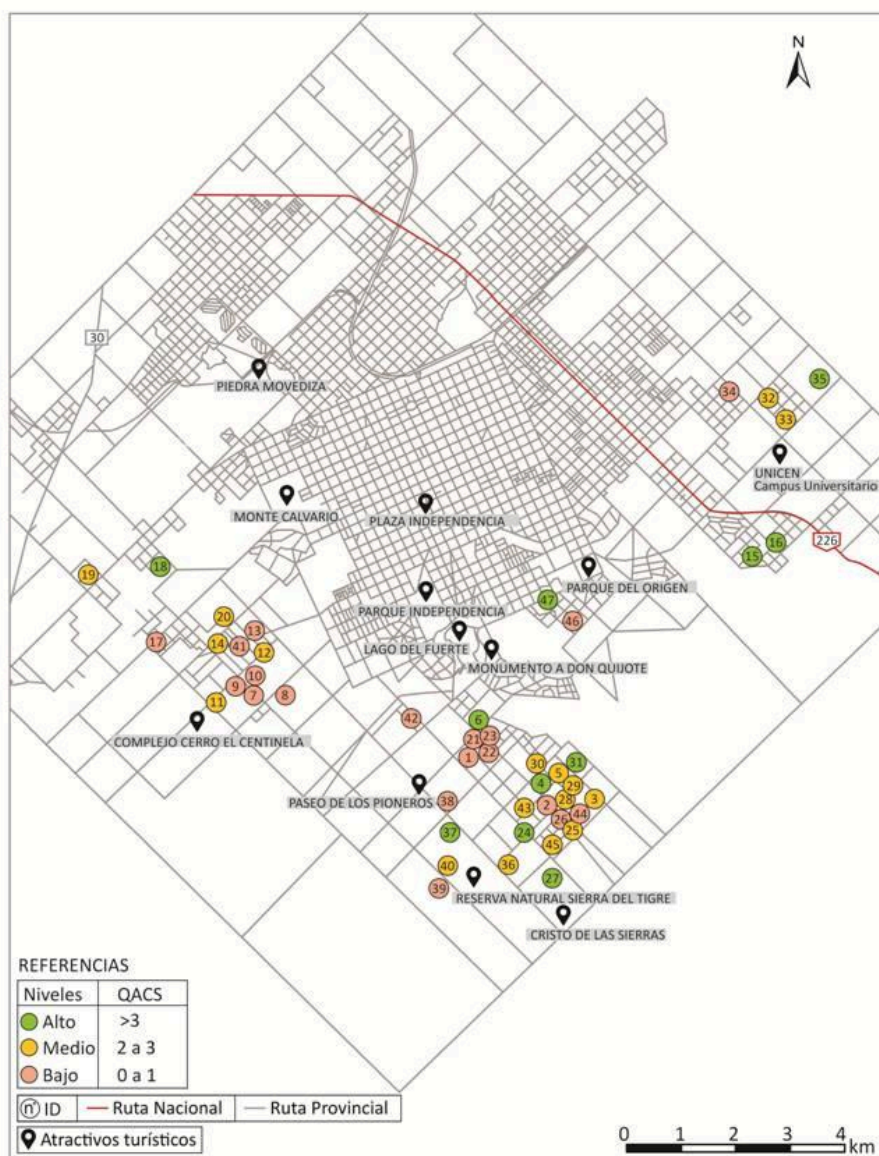 N
30
PIEDRA MOVEDIZA
35
34
32
33
UNICEN
Campus Universitario
MONTE CALVARIO
PLAZA INDEPENDENCIA
226
16
15
18
19
PARQUE DEL ORIGEN
47
46
PARQUE INDEPENDENCIA
LAGO DEL FUERTE
MONUMENTO A DON QUIJOTE
20
13
17
14
41
12
10
9
7
8
11
COMPLEJO CERRO EL CENTINELA
42
6
21
23
22
1
30
31
5
4
29
PASEO DE LOS PIONEROS
38
43
2
28
3
26
44
37
24
25
45
40
36
39
27
RESERVA NATURAL SIERRA DEL TIGRE
CRISTO DE LAS SIERRAS
REFERENCIAS
Niveles QACS
Alto >3
Medio 2 a 3
Bajo 0 a 1
n° ID Ruta Nacional Ruta Provincial
Atractivos turísticos
0 1 2 3 4
km